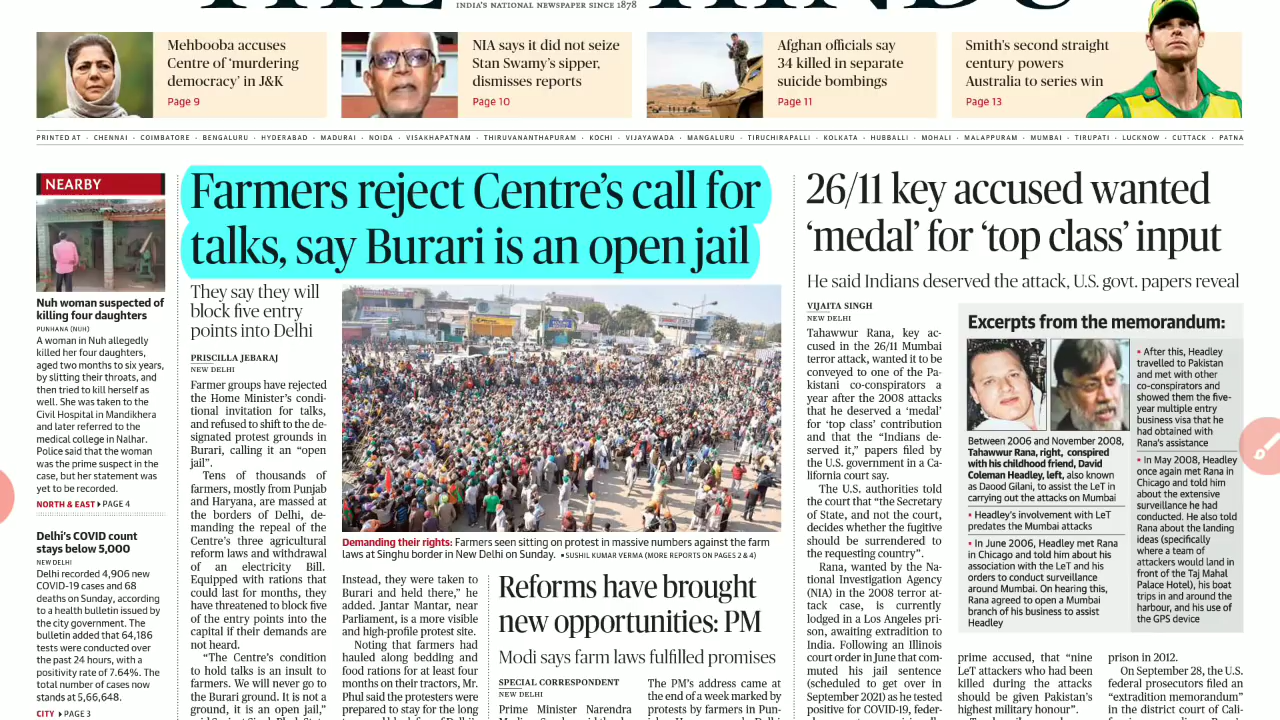 THE HINDU
INDIA'S NATIONAL NEWSPAPER SINCE 1878
Mehbooba accuses
Centre of ‘murdering
democracy’ in J&K
Page 9
NIA says it did not seize
Stan Swamy’s sipper,
dismisses reports
Page 10
Afghan officials say
34 killed in separate
suicide bombings
Page 11
Smith’s second straight
century powers
Australia to series win
Page 13
PRINTED AT · CHENNAI · COIMBATORE · BENGALURU · HYDERABAD · MADURAI · NOIDA · VISAKHAPATNAM · THIRUVANANTHAPURAM · KOCHI · VIJAYAWADA · MANGALURU · TIRUCHIRAPALLI · KOLKATA · HUBBALLI · MOHALI · MALAPPURAM · MUMBAI · TIRUPATI · LUCKNOW · CUTTACK · PATNA
NEARBY
Nuh woman suspected of
killing four daughters
PUNHANA (NUH)
A woman in Nuh allegedly
killed her four daughters,
aged two months to six years,
by slitting their throats, and
then tried to kill herself as
well. She was taken to the
Civil Hospital in Mandikhera
and later referred to the
medical college in Nalhar.
Police said that the woman
was the prime suspect in the
case, but her statement was
yet to be recorded.
NORTH & EAST ▸ PAGE 4
Delhi’s COVID count
stays below 5,000
NEW DELHI
Delhi recorded 4,906 new
COVID-19 cases and 68
deaths on Sunday, according
to a health bulletin issued by
the city government. The
bulletin added that 64,186
tests were conducted over
the past 24 hours, with a
positivity rate of 7.64%. The
total number of cases now
stands at 5,66,648.
CITY ▸ PAGE 3
Farmers reject Centre’s call for
talks, say Burari is an open jail
They say they will
block five entry
points into Delhi
PRISCILLA JEBARAJ
NEW DELHI
Farmer groups have rejected
the Home Minister’s condi-
tional invitation for talks,
and refused to shift to the de-
signated protest grounds in
Burari, calling it an “open
jail”.
Tens of thousands of
farmers, mostly from Punjab
and Haryana, are massed at
the borders of Delhi, de-
manding the repeal of the
Centre’s three agricultural
reform laws and withdrawal
of an electricity Bill.
Equipped with rations that
could last for months, they
have threatened to block five
of the entry points into the
capital if their demands are
not heard.
“The Centre’s condition
to hold talks is an insult to
farmers. We will never go to
the Burari ground. It is not a
ground, it is an open jail,”
Demanding their rights: Farmers seen sitting on protest in massive numbers against the farm
laws at Singhu border in New Delhi on Sunday. ▪ SUSHIL KUMAR VERMA (MORE REPORTS ON PAGES 2 & 4)
Instead, they were taken to
Burari and held there,” he
added. Jantar Mantar, near
Parliament, is a more visible
and high-profile protest site.
Noting that farmers had
hauled along bedding and
food rations for at least four
months on their tractors, Mr.
Phul said the protesters were
prepared to stay for the long
Reforms have brought
new opportunities: PM
Modi says farm laws fulfilled promises
SPECIAL CORRESPONDENT
NEW DELHI
Prime Minister Narendra
The PM’s address came at
the end of a week marked by
protests by farmers in Pun-
26/11 key accused wanted
‘medal’ for ‘top class’ input
He said Indians deserved the attack, U.S. govt. papers reveal
VIJAITA SINGH
NEW DELHI
Tahawwur Rana, key ac-
cused in the 26/11 Mumbai
terror attack, wanted it to be
conveyed to one of the Pa-
kistani co-conspirators a
year after the 2008 attacks
that he deserved a ‘medal’
for ‘top class’ contribution
and that the “Indians de-
served it,” papers filed by
the U.S. government in a Ca-
lifornia court say.
The U.S. authorities told
the court that “the Secretary
of State, and not the court,
decides whether the fugitive
should be surrendered to
the requesting country”.
Rana, wanted by the Na-
tional Investigation Agency
(NIA) in the 2008 terror at-
tack case, is currently
lodged in a Los Angeles pri-
son, awaiting extradition to
India. Following an Illinois
court order in June that com-
muted his jail sentence
(scheduled to get over in
September 2021) as he tested
positive for COVID-19, feder-
Excerpts from the memorandum:
Between 2006 and November 2008,
Tahawwur Rana, right, conspired
with his childhood friend, David
Coleman Headley, left, also known
as Daood Gilani, to assist the LeT in
carrying out the attacks on Mumbai
▪ Headley’s involvement with LeT
predates the Mumbai attacks
▪ In June 2006, Headley met Rana
in Chicago and told him about his
association with the LeT and his
orders to conduct surveillance
around Mumbai. On hearing this,
Rana agreed to open a Mumbai
branch of his business to assist
Headley
▪ After this, Headley
travelled to Pakistan
and met with other
co-conspirators and
showed them the five-
year multiple entry
business visa that he
had obtained with
Rana’s assistance
▪ In May 2008, Headley
once again met Rana in
Chicago and told him
about the extensive
surveillance he had
conducted. He also told
Rana about the landing
ideas (specifically
where a team of
attackers would land in
front of the Taj Mahal
Palace Hotel), his boat
trips in and around the
harbour, and his use of
the GPS device
prime accused, that “nine
LeT attackers who had been
killed during the attacks
should be given Pakistan’s
highest military honour”.
prison in 2012.
On September 28, the U.S.
federal prosecutors filed an
“extradition memorandum”
in the district court of Cali-